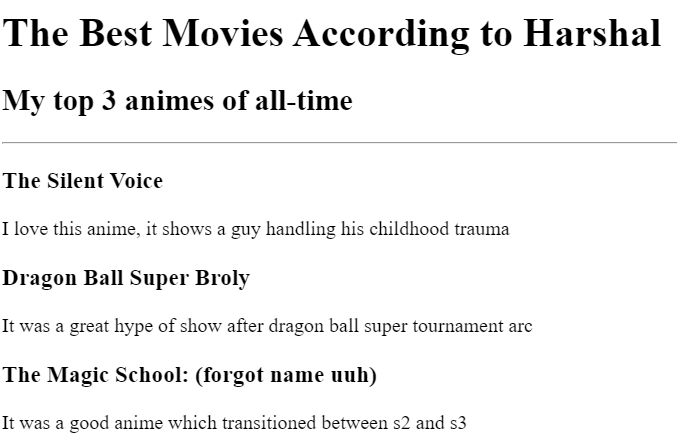 The Best Movies According to Harshal
My top 3 animes of all-time
The Silent Voice
I love this anime, it shows a guy handling his childhood trauma
Dragon Ball Super Broly
It was a great hype of show after dragon ball super tournament arc
The Magic School: (forgot name uuh)
It was a good anime which transitioned between s2 and s3